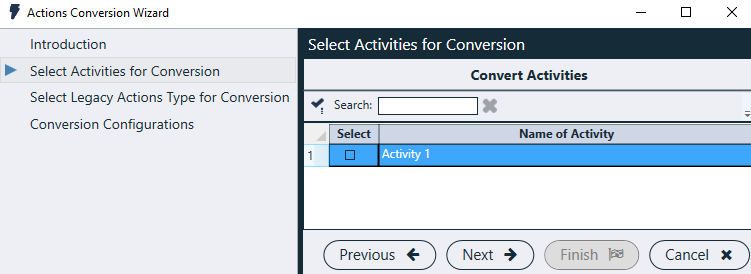 Actions Conversion Wizard
Introduction
Select Activities for Conversion
Select Legacy Actions Type for Conversion
Conversion Configurations
Select Activities for Conversion
Convert Activities
Search:
Select Name of Activity
1 Activity 1
Previous Next Finish Cancel